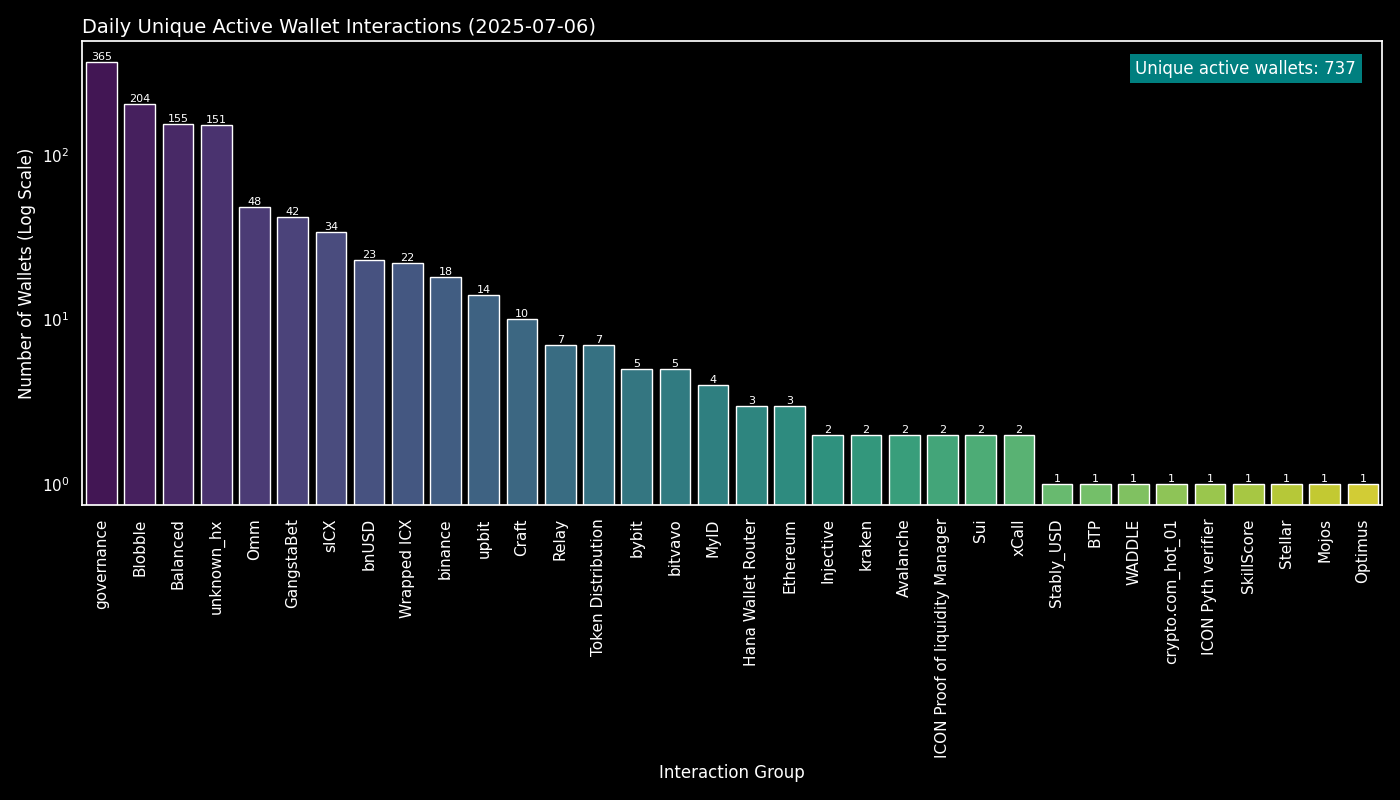 Daily Unique Active Wallet Interactions (2025-07-06)
Unique active wallets: 737
Number of Wallets (Log Scale)
10²
10¹
10⁰
365
204
155
151
48
42
34
23
22
18
14
10
7
7
5
5
4
3
3
2
2
2
2
2
2
1
1
1
1
1
1
1
1
1
governance
Blobble
Balanced
unknown_hx
Omm
GangstaBet
sICX
bnUSD
Wrapped ICX
binance
upbit
Craft
Relay
Token Distribution
bybit
bitvavo
MyID
Hana Wallet Router
Ethereum
Injective
kraken
Avalanche
ICON Proof of liquidity Manager
Sui
xCall
Stably_USD
BTP
WADDLE
crypto.com_hot_01
ICON Pyth verifier
SkillScore
Stellar
Mojos
Optimus
Interaction Group